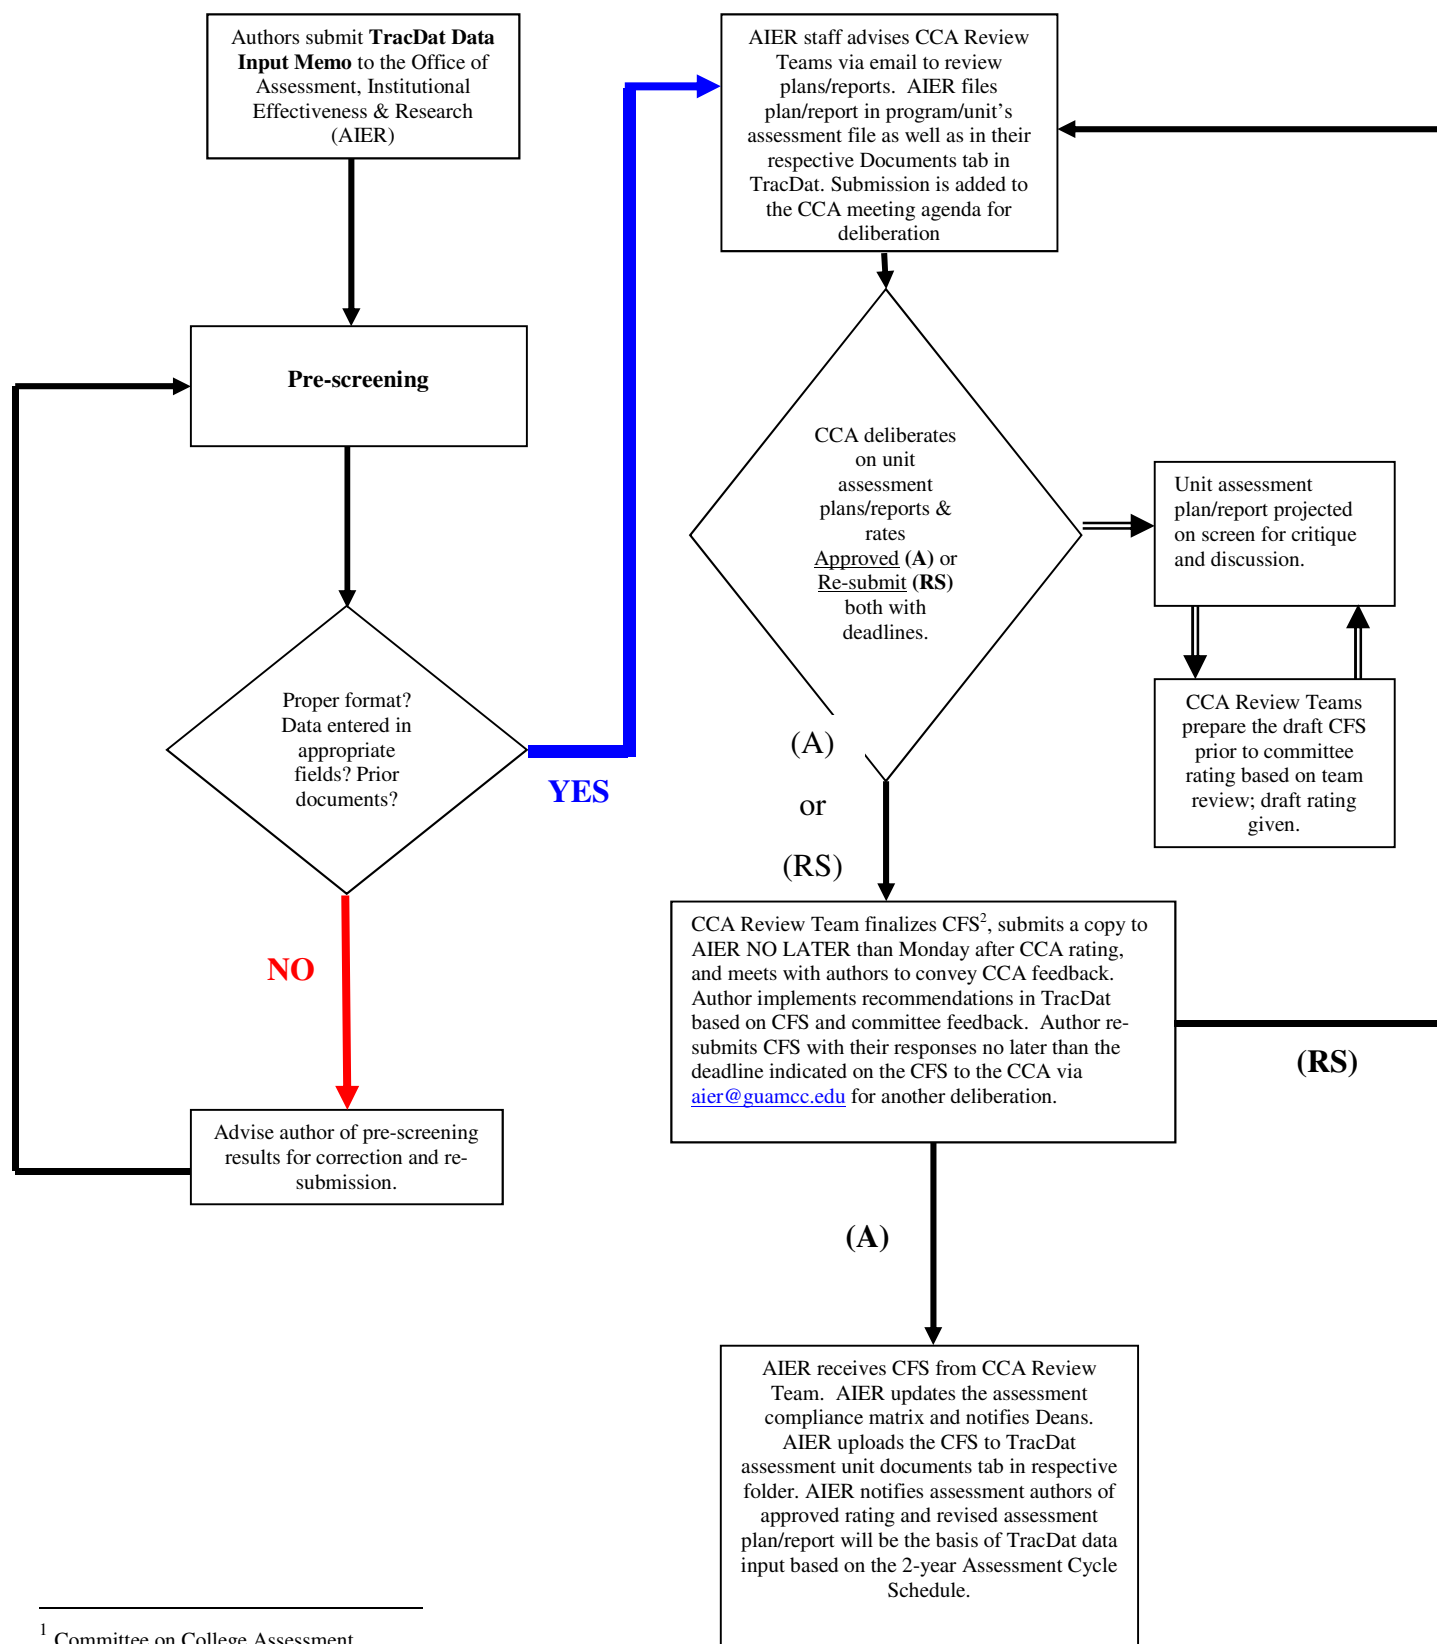 Authors submit TracDat Data
Input Memo to the Office of
Assessment, Institutional
Effectiveness & Research
(AIER)
Pre-screening
Proper format?
Data entered in
appropriate
fields? Prior
documents?
YES
NO
Advise author of pre-screening
results for correction and re-
submission.
AIER staff advises CCA Review
Teams via email to review
plans/reports. AIER files
plan/report in program/unit's
assessment file as well as in their
respective Documents tab in
TracDat. Submission is added to
the CCA meeting agenda for
deliberation
CCA deliberates
on unit
assessment
plans/reports &
rates
Approved (A) or
Re-submit (RS)
both with
deadlines.
Unit assessment
plan/report projected
on screen for critique
and discussion.
CCA Review Teams
prepare the draft CFS
prior to committee
rating based on team
review; draft rating
given.
(A)
or
(RS)
CCA Review Team finalizes CFS², submits a copy to
AIER NO LATER than Monday after CCA rating,
and meets with authors to convey CCA feedback.
Author implements recommendations in TracDat
based on CFS and committee feedback. Author re-
submits CFS with their responses no later than the
deadline indicated on the CFS to the CCA via
aier@guamcc.edu for another deliberation.
(RS)
(A)
AIER receives CFS from CCA Review
Team. AIER updates the assessment
compliance matrix and notifies Deans.
AIER uploads the CFS to TracDat
assessment unit documents tab in respective
folder. AIER notifies assessment authors of
approved rating and revised assessment
plan/report will be the basis of TracDat data
input based on the 2-year Assessment Cycle
Schedule.
¹ Committee on College Assessment